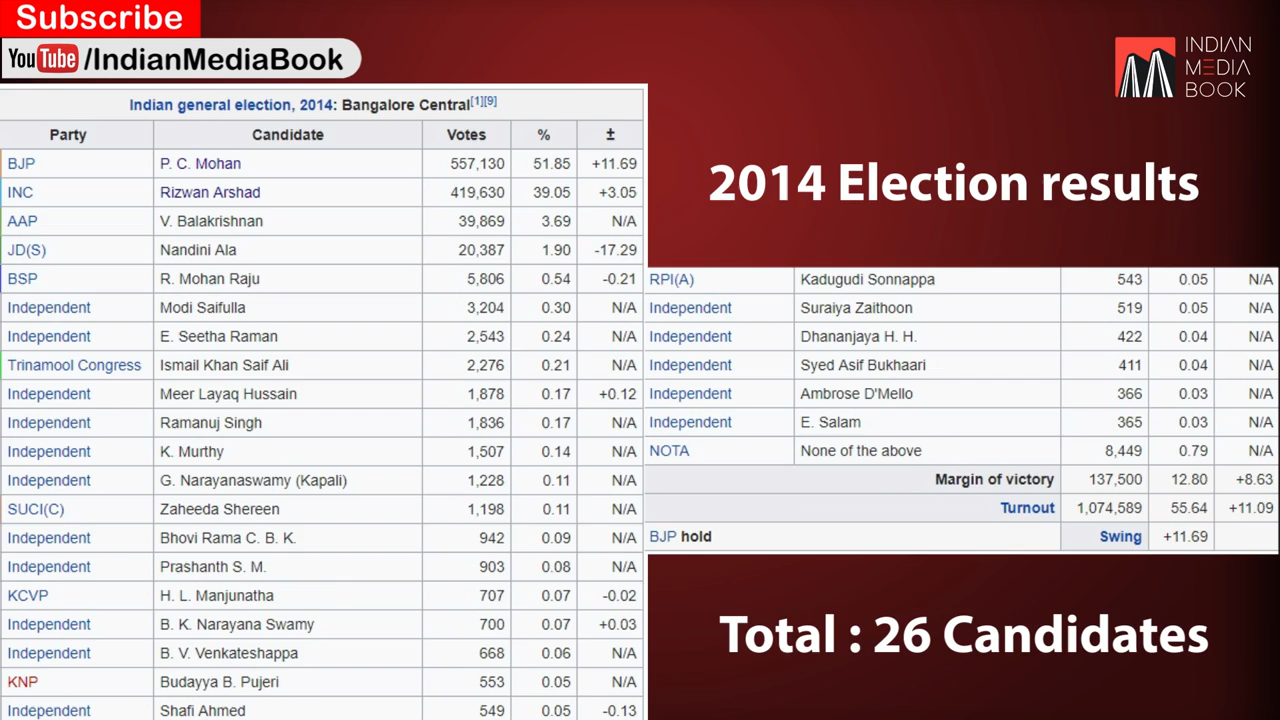 Subscribe
YouTube /IndianMediaBook
INDIAN
MEDIA
BOOK
Indian general election, 2014: Bangalore Central[1][9]
Party Candidate Votes % ±
BJP P. C. Mohan 557,130 51.85 +11.69
INC Rizwan Arshad 419,630 39.05 +3.05
AAP V. Balakrishnan 39,869 3.69 N/A
JD(S) Nandini Ala 20,387 1.90 -17.29
BSP R. Mohan Raju 5,806 0.54 -0.21
Independent Modi Saifulla 3,204 0.30 N/A
Independent E. Seetha Raman 2,543 0.24 N/A
Trinamool Congress Ismail Khan Saif Ali 2,276 0.21 N/A
Independent Meer Layaq Hussain 1,878 0.17 +0.12
Independent Ramanuj Singh 1,836 0.17 N/A
Independent K. Murthy 1,507 0.14 N/A
Independent G. Narayanaswamy (Kapali) 1,228 0.11 N/A
SUCI(C) Zaheeda Shereen 1,198 0.11 N/A
Independent Bhovi Rama C. B. K. 942 0.09 N/A
Independent Prashanth S. M. 903 0.08 N/A
KCVP H. L. Manjunatha 707 0.07 -0.02
Independent B. K. Narayana Swamy 700 0.07 +0.03
Independent B. V. Venkateshappa 668 0.06 N/A
KNP Budayya B. Pujeri 553 0.05 N/A
Independent Shafi Ahmed 549 0.05 -0.13
2014 Election results
RPI(A) Kadugudi Sonnappa 543 0.05 N/A
Independent Suraiya Zaithoon 519 0.05 N/A
Independent Dhananjaya H. H. 422 0.04 N/A
Independent Syed Asif Bukhaari 411 0.04 N/A
Independent Ambrose D'Mello 366 0.03 N/A
Independent E. Salam 365 0.03 N/A
NOTA None of the above 8,449 0.79 N/A
Margin of victory 137,500 12.80 +8.63
Turnout 1,074,589 55.64 +11.09
BJP hold Swing +11.69
Total : 26 Candidates